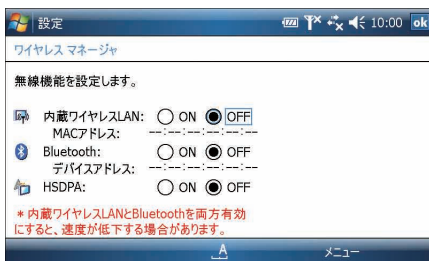 設定 10:00 ok
ワイヤレス マネージャ
無線機能を設定します。
内蔵ワイヤレスLAN: ON OFF
MACアドレス: --:--:--:--:--:--
Bluetooth: ON OFF
デバイスアドレス: --:--:--:--:--:--
HSDPA: ON OFF
* 内蔵ワイヤレスLANとBluetoothを両方有効
にすると、速度が低下する場合があります。
A メニュー